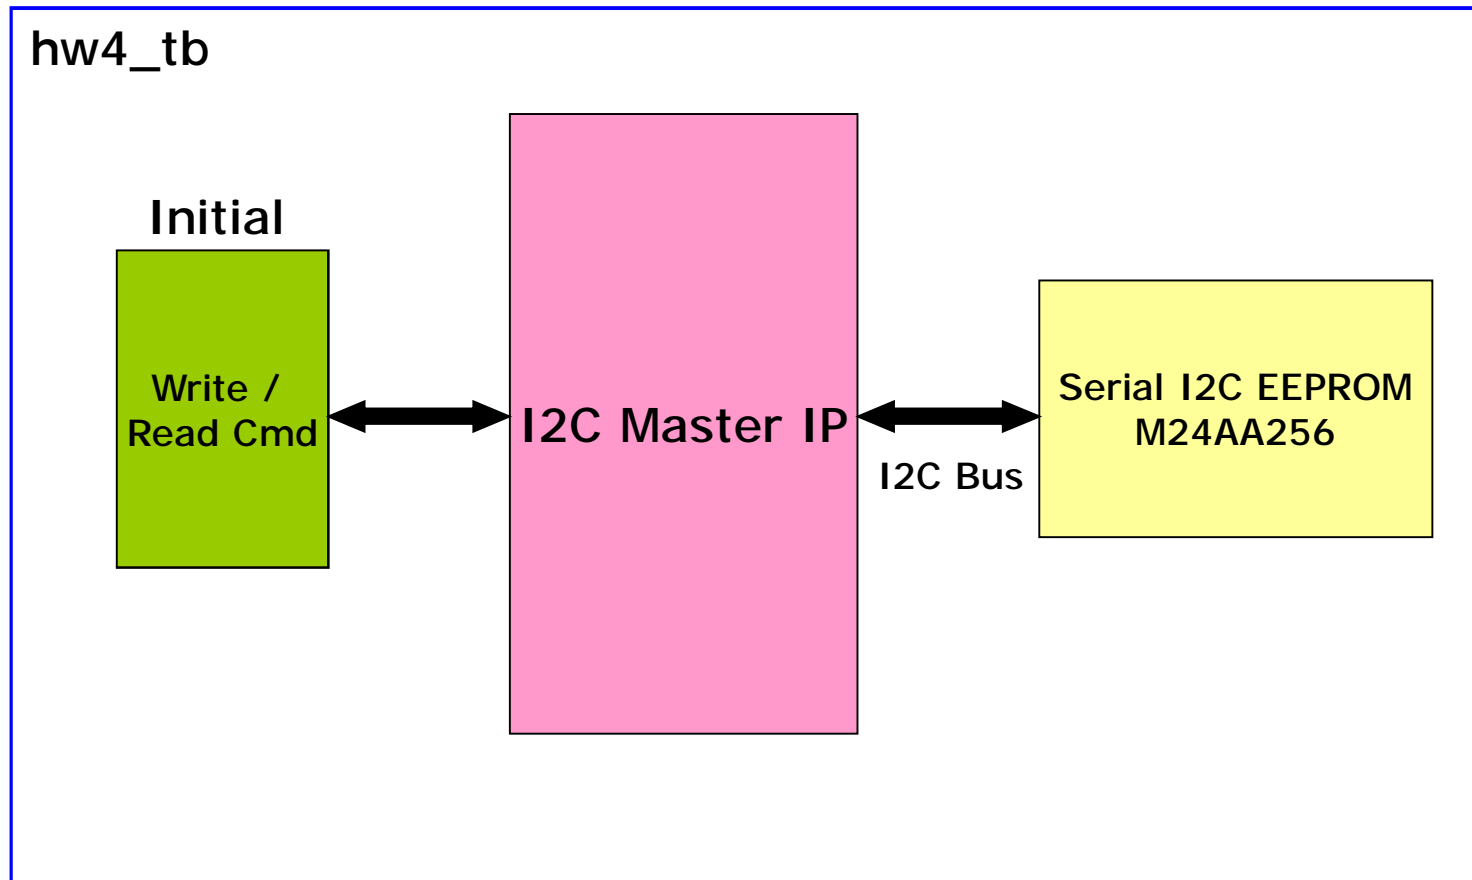 hw4_tb
Initial
Write /
Read Cmd
I2C Master IP
I2C Bus
Serial I2C EEPROM
M24AA256